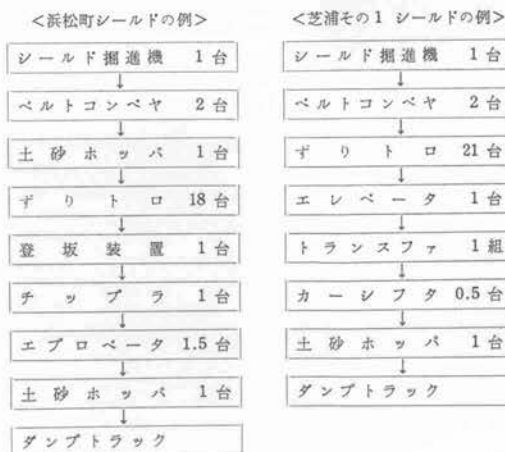 <浜松町シールドの例>
シールド掘進機 1台
ベルトコンベヤ 2台
土砂ホッパ 1台
ずりトロ 18台
登坂装置 1台
チップラ 1台
エプロベータ 1.5台
土砂ホッパ 1台
ダンプトラック
<芝浦その1 シールドの例>
シールド掘進機 1台
ベルトコンベヤ 2台
ずりトロ 21台
エレベータ 1台
トランスファ 1組
カーシフタ 0.5台
土砂ホッパ 1台
ダンプトラック